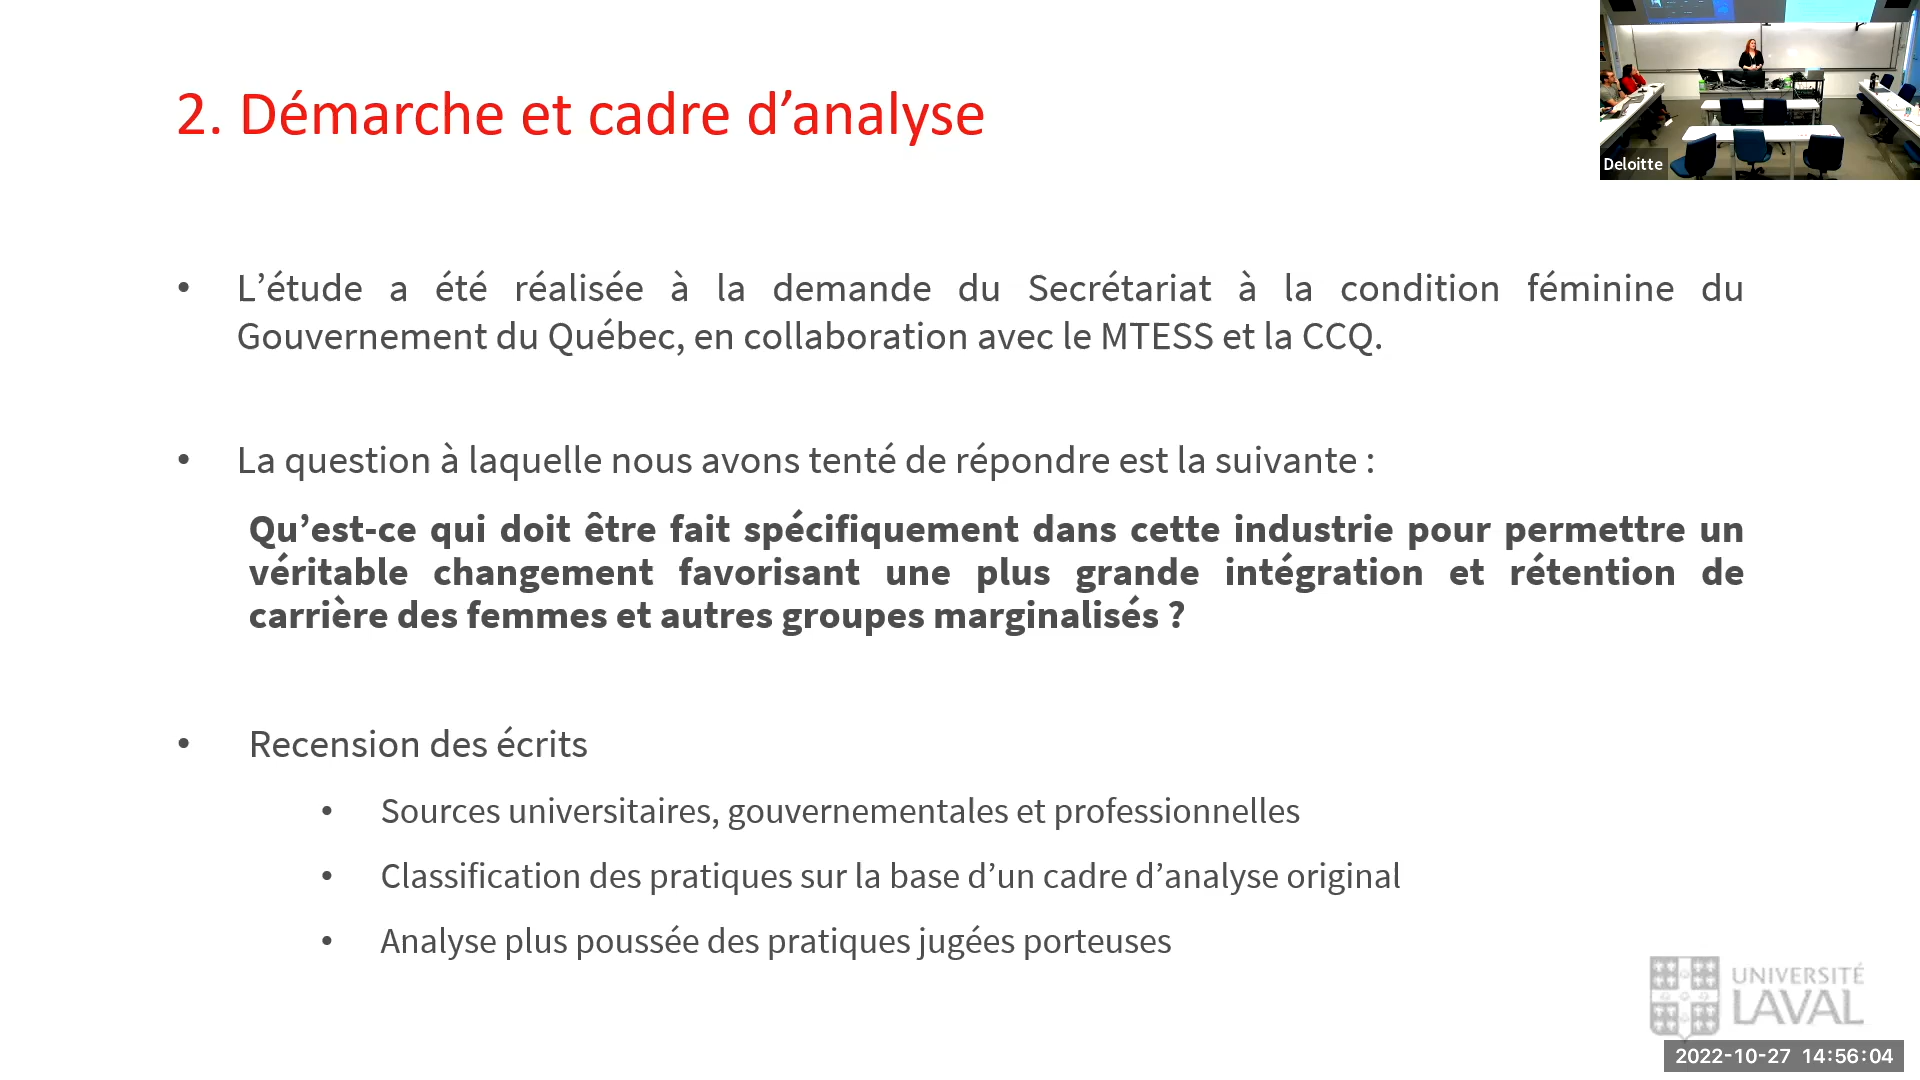 2. Démarche et cadre d’analyse
Deloitte
• L’étude a été réalisée à la demande du Secrétariat à la condition féminine du
Gouvernement du Québec, en collaboration avec le MTESS et la CCQ.
• La question à laquelle nous avons tenté de répondre est la suivante :
Qu’est-ce qui doit être fait spécifiquement dans cette industrie pour permettre un
véritable changement favorisant une plus grande intégration et rétention de
carrière des femmes et autres groupes marginalisés ?
• Recension des écrits
• Sources universitaires, gouvernementales et professionnelles
• Classification des pratiques sur la base d’un cadre d’analyse original
• Analyse plus poussée des pratiques jugées porteuses
UNIVERSITÉ
LAVAL
2022-10-27 14:56:04